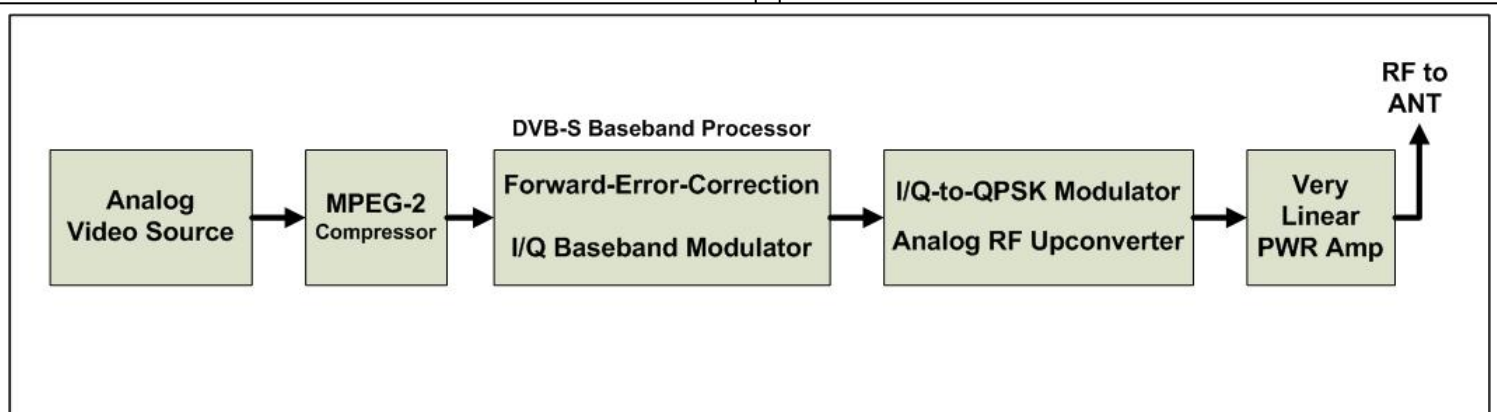 Analog
Video Source
MPEG-2
Compressor
DVB-S Baseband Processor
Forward-Error-Correction
I/Q Baseband Modulator
I/Q-to-QPSK Modulator
Analog RF Upconverter
Very
Linear
PWR Amp
RF to
ANT